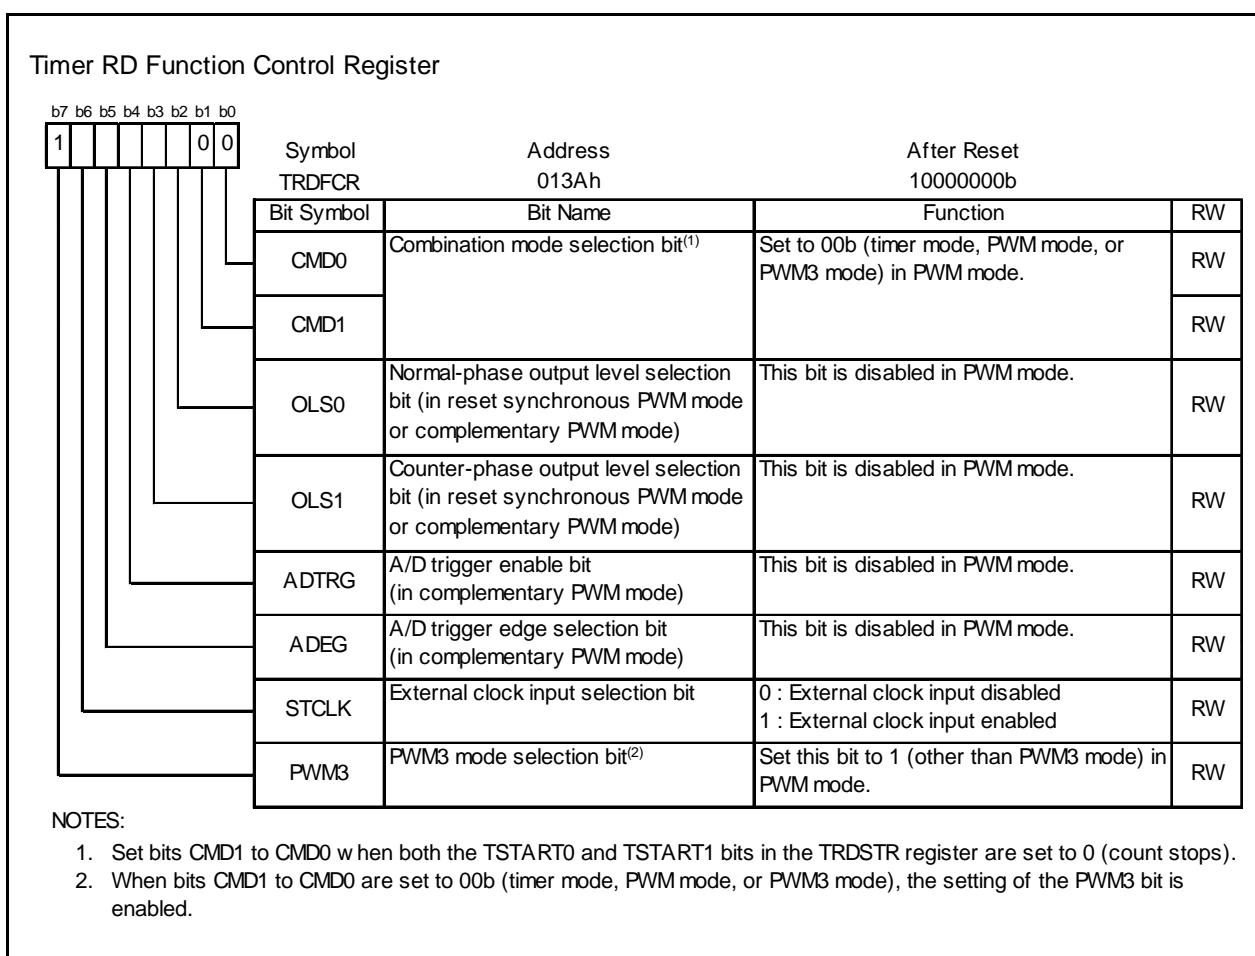 Timer RD Function Control Register
b7 b6 b5 b4 b3 b2 b1 b0
1 0 0
Symbol Address After Reset
TRDFCR 013Ah 10000000b
Bit Symbol Bit Name Function RW
CMD0 Combination mode selection bit(1) Set to 00b (timer mode, PWM mode, or
PWM3 mode) in PWM mode. RW
CMD1 RW
OLS0 Normal-phase output level selection
bit (in reset synchronous PWM mode
or complementary PWM mode) This bit is disabled in PWM mode. RW
OLS1 Counter-phase output level selection
bit (in reset synchronous PWM mode
or complementary PWM mode) This bit is disabled in PWM mode. RW
ADTRG A/D trigger enable bit
(in complementary PWM mode) This bit is disabled in PWM mode. RW
ADEG A/D trigger edge selection bit
(in complementary PWM mode) This bit is disabled in PWM mode. RW
STCLK External clock input selection bit 0 : External clock input disabled
1 : External clock input enabled RW
PWM3 PWM3 mode selection bit(2) Set this bit to 1 (other than PWM3 mode) in
PWM mode. RW
NOTES:
1. Set bits CMD1 to CMD0 when both the TSTART0 and TSTART1 bits in the TRDSTR register are set to 0 (count stops).
2. When bits CMD1 to CMD0 are set to 00b (timer mode, PWM mode, or PWM3 mode), the setting of the PWM3 bit is
enabled.